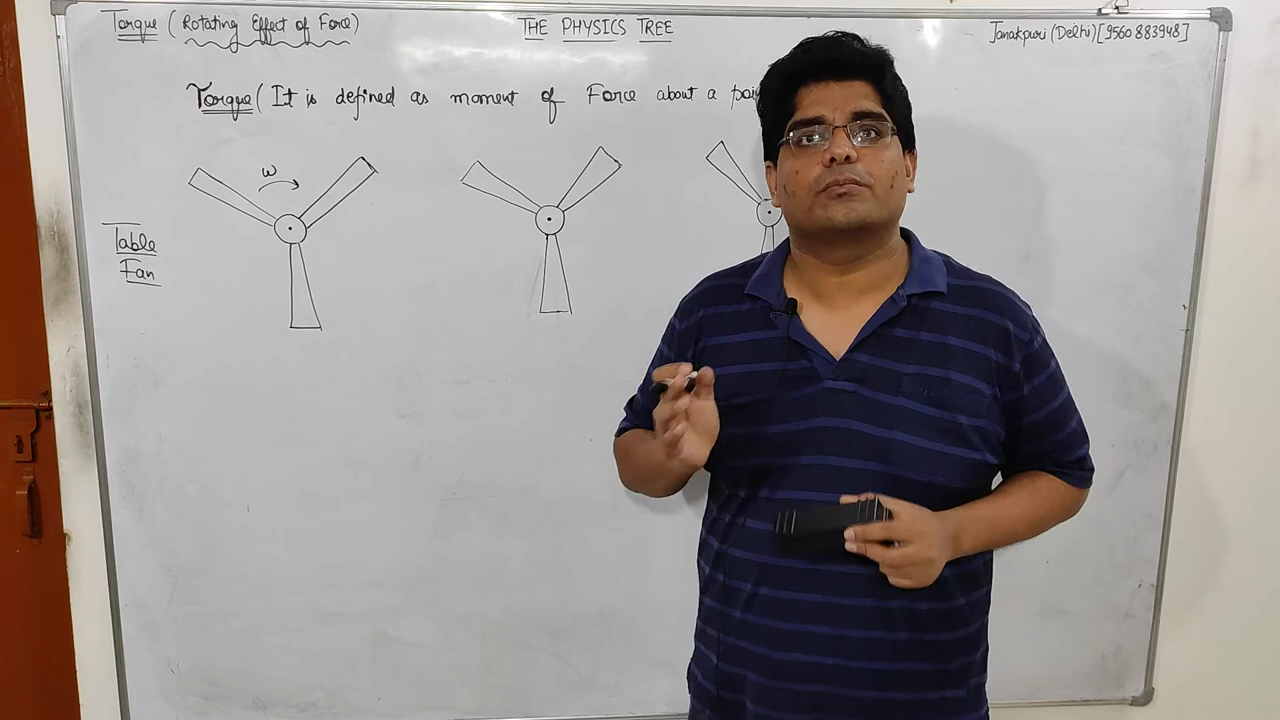 Torque (Rotating Effect of Force)
THE PHYSICS TREE
Janakpuri (Delhi) [9560 883948]
Torque ( It is defined as moment of Force about a
ω
Table
Fan